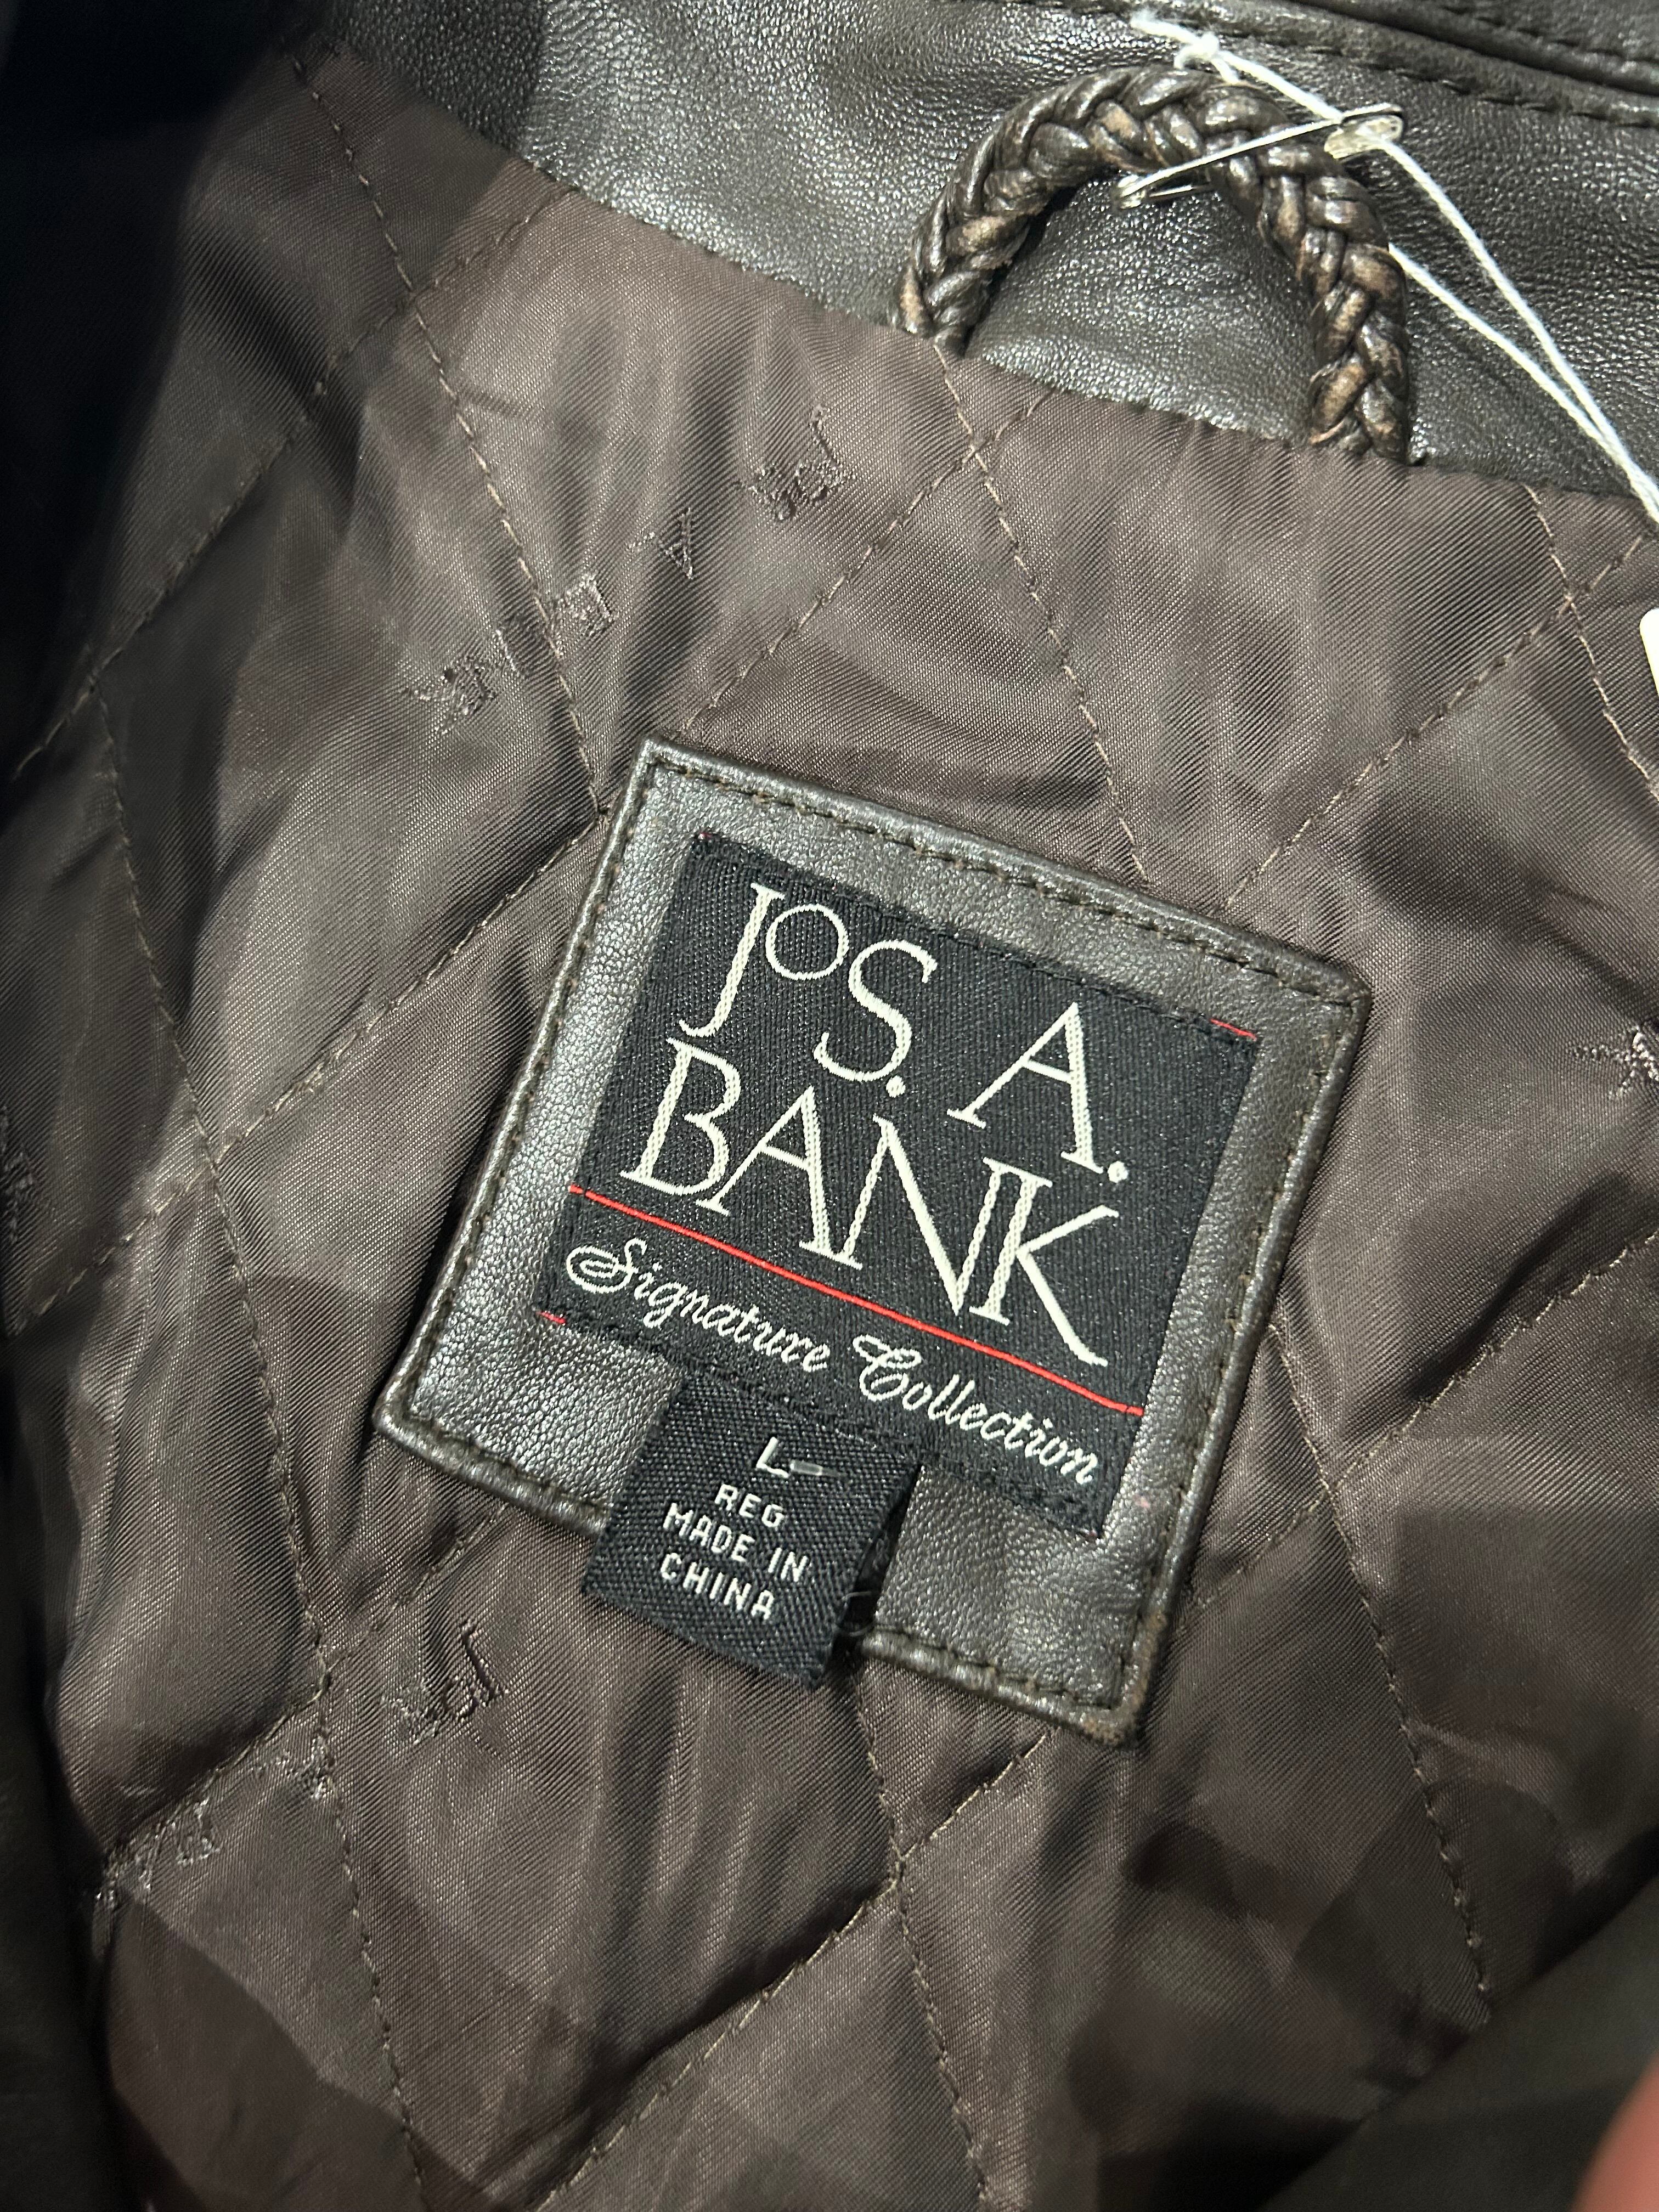 JOS. A.
BANK
Signature Collection
L
REG
MADE IN
CHINA